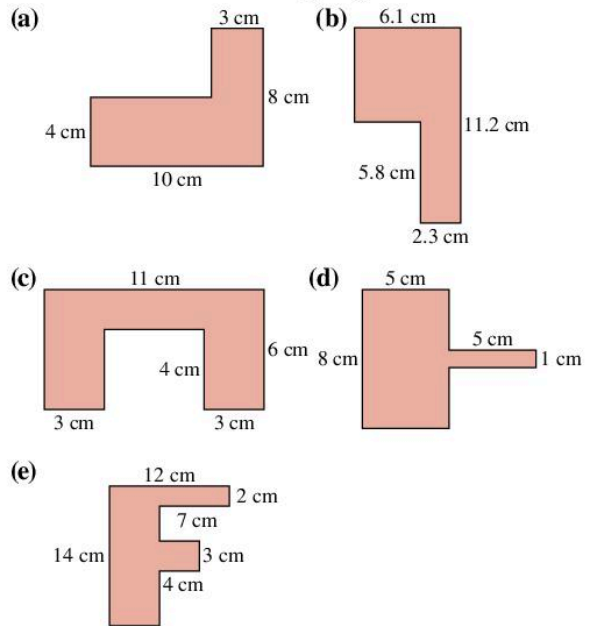 (a)
3 cm
8 cm
4 cm
10 cm
(b)
6.1 cm
11.2 cm
5.8 cm
2.3 cm
(c)
11 cm
6 cm
4 cm
3 cm
3 cm
(d)
5 cm
5 cm
8 cm
1 cm
(e)
12 cm
2 cm
7 cm
14 cm
3 cm
4 cm